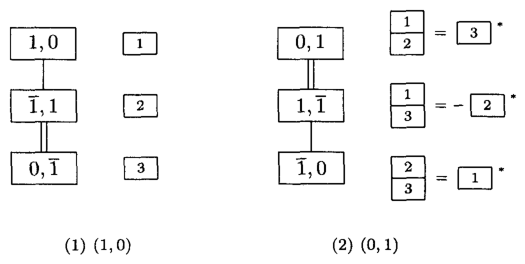 1, 0 1
1̅, 1 2
0, 1̅ 3
(1) (1, 0)
0, 1 1 2 = 3 *
1, 1̅ 1 3 = − 2 *
1̅, 0 2 3 = 1 *
(2) (0, 1)